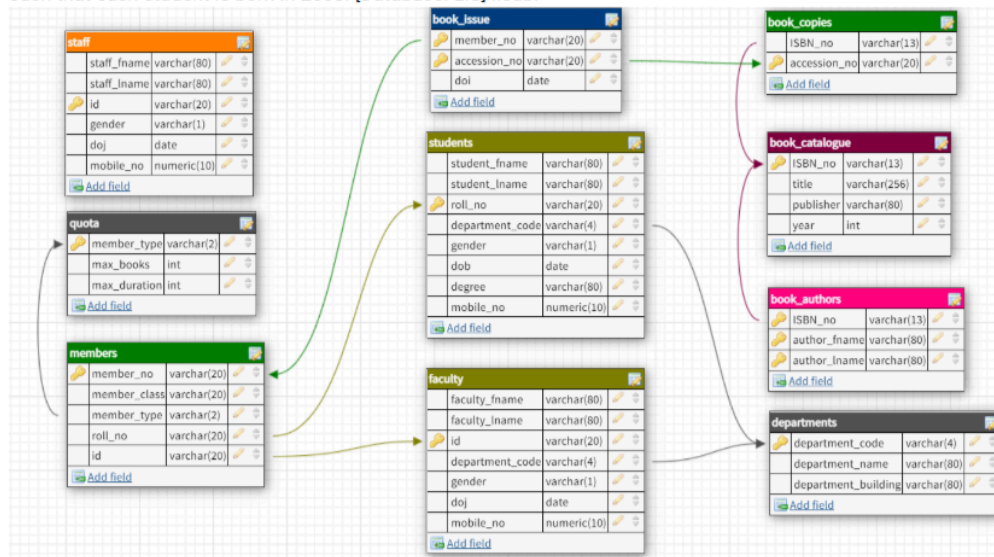 staff
staff_fname varchar(80)
staff_lname varchar(80)
id varchar(20)
gender varchar(1)
doj date
mobile_no numeric(10)
Add field
quota
member_type varchar(2)
max_books int
max_duration int
Add field
members
member_no varchar(20)
member_class varchar(20)
member_type varchar(2)
roll_no varchar(20)
id varchar(20)
Add field
book_issue
member_no varchar(20)
accession_no varchar(20)
doi date
Add field
students
student_fname varchar(80)
student_lname varchar(80)
roll_no varchar(20)
department_code varchar(4)
gender varchar(1)
dob date
degree varchar(80)
mobile_no numeric(10)
Add field
faculty
faculty_fname varchar(80)
faculty_lname varchar(80)
id varchar(20)
department_code varchar(4)
gender varchar(1)
doj date
mobile_no numeric(10)
Add field
book_copies
ISBN_no varchar(13)
accession_no varchar(20)
Add field
book_catalogue
ISBN_no varchar(13)
title varchar(256)
publisher varchar(80)
year int
Add field
book_authors
ISBN_no varchar(13)
author_fname varchar(80)
author_lname varchar(80)
Add field
departments
department_code varchar(4)
department_name varchar(80)
department_building varchar(80)
Add field